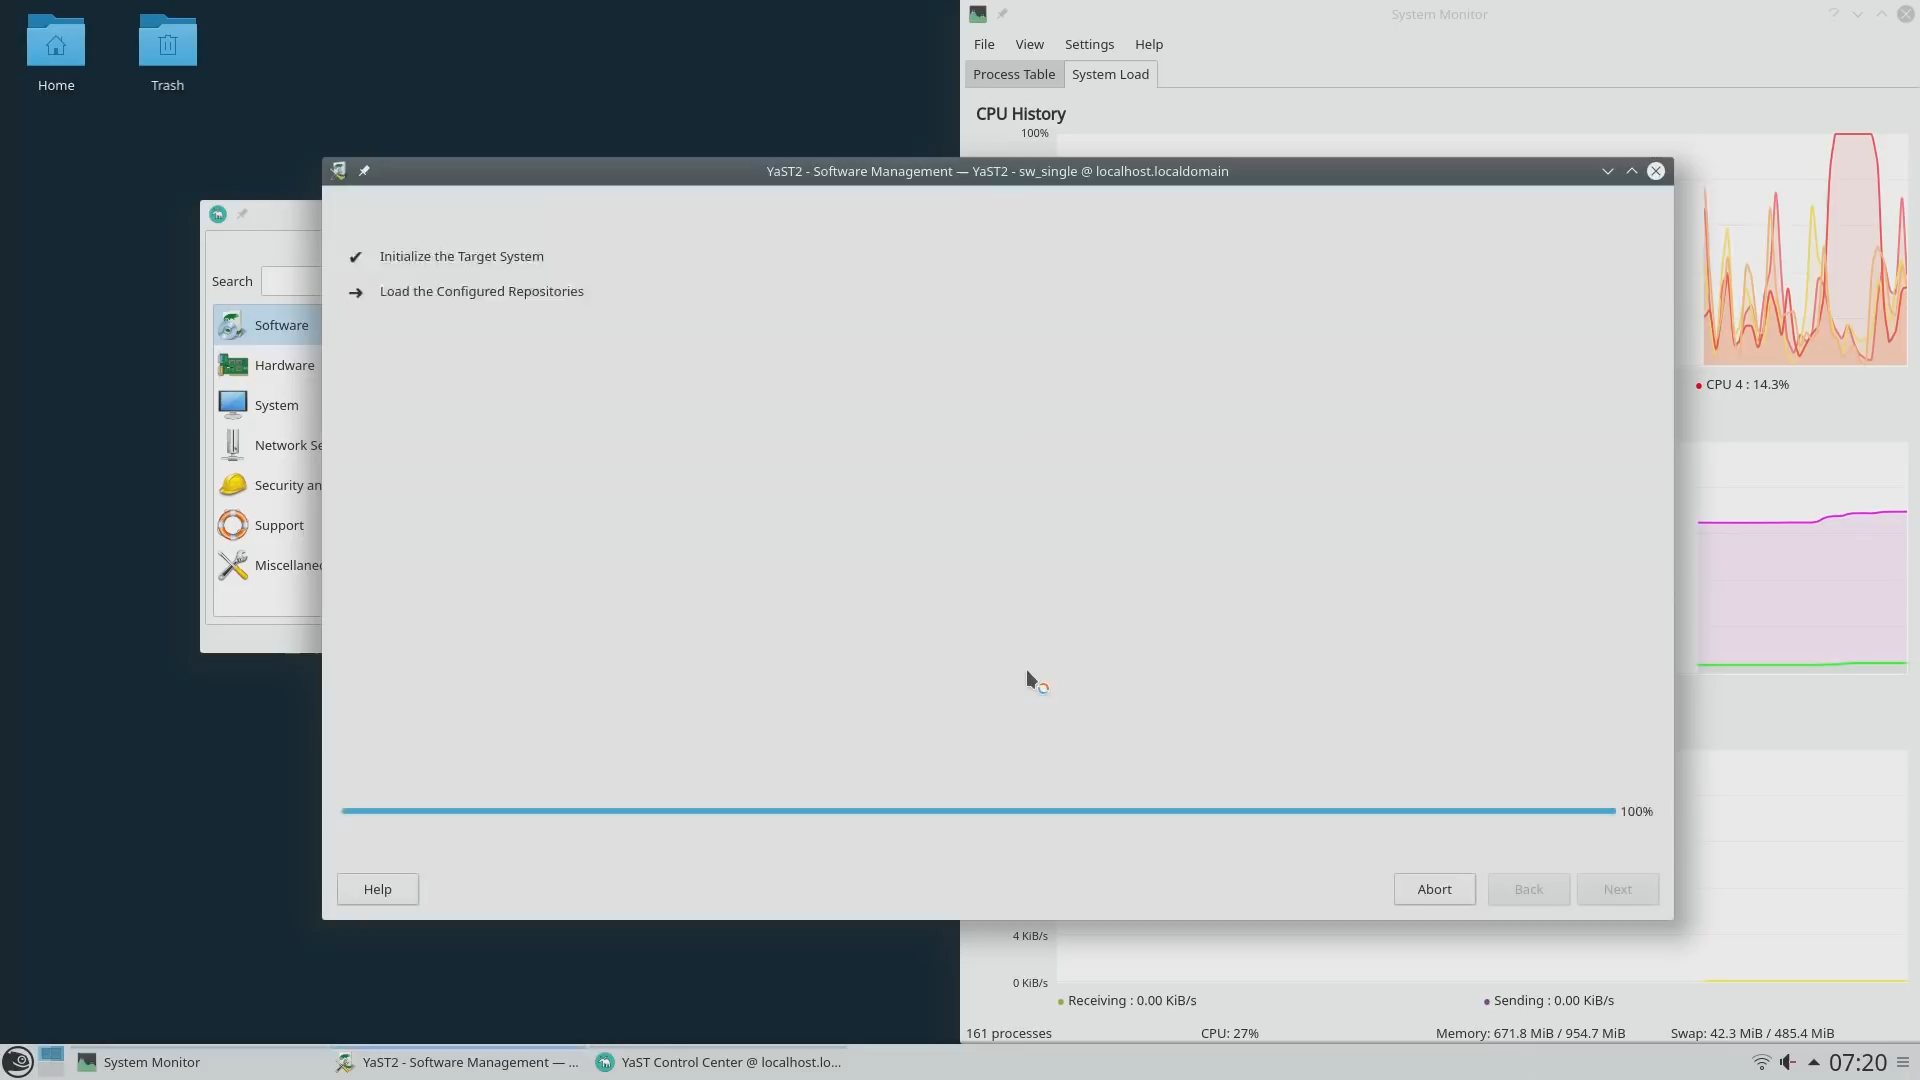 Home
Trash
System Monitor
File View Settings Help
Process Table System Load
CPU History
100%
YaST2 - Software Management — YaST2 - sw_single @ localhost.localdomain
Initialize the Target System
Load the Configured Repositories
Search
Software
Hardware
System
Network Se
Security an
Support
Miscellaneo
CPU 4 : 14.3%
100%
Help
Abort
Back
Next
4 KiB/s
0 KiB/s
Receiving : 0.00 KiB/s
Sending : 0.00 KiB/s
161 processes
CPU: 27%
Memory: 671.8 MiB / 954.7 MiB
Swap: 42.3 MiB / 485.4 MiB
System Monitor
YaST2 - Software Management — ...
YaST Control Center @ localhost.lo...
07:20